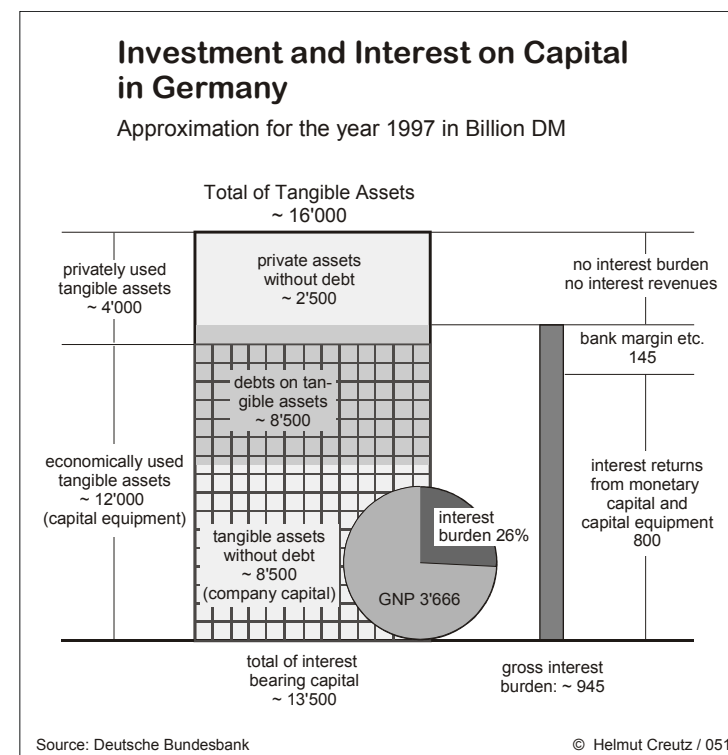 Investment and Interest on Capital
in Germany
Approximation for the year 1997 in Billion DM
Total of Tangible Assets
~ 16'000
privately used
tangible assets
~ 4'000
private assets
without debt
~ 2'500
no interest burden
no interest revenues
bank margin etc.
145
debts on tan-
gible assets
~ 8'500
economically used
tangible assets
~ 12'000
(capital equipment)
interest returns
from monetary
capital and
capital equipment
800
interest
burden 26%
tangible assets
without debt
~ 8'500
(company capital)
GNP 3'666
total of interest
bearing capital
~ 13'500
gross interest
burden: ~ 945
Source: Deutsche Bundesbank
© Helmut Creutz / 051